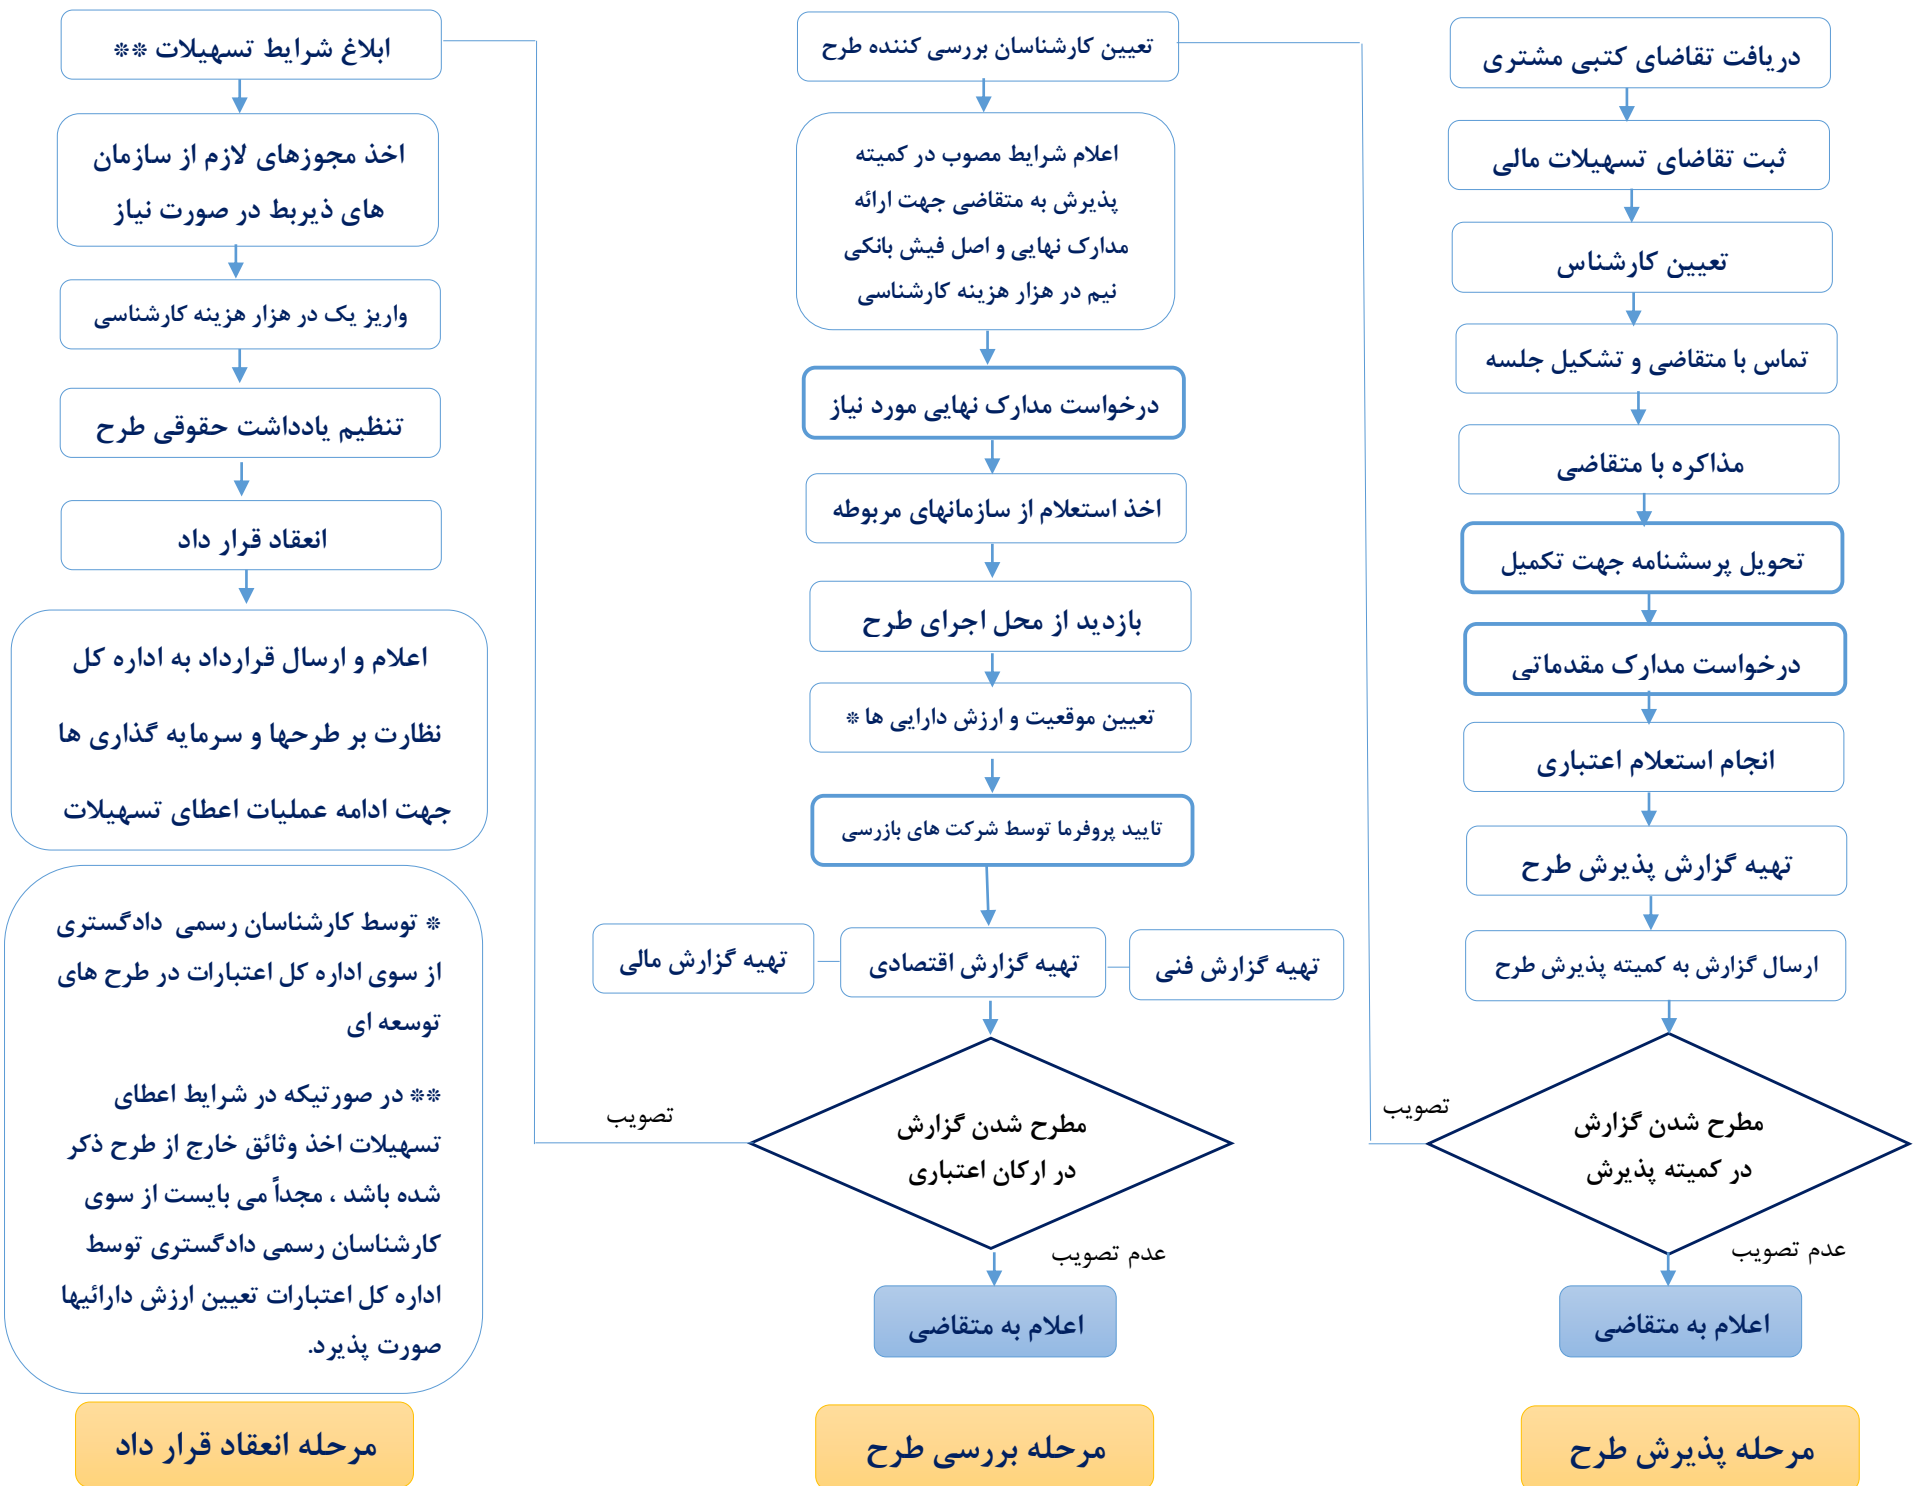 دریافت تقاضای کتبی مشتری
ثبت تقاضای تسهیلات مالی
تعیین کارشناس
تماس با متقاضی و تشکیل جلسه
مذاکره با متقاضی
تحویل پرسشنامه جهت تکمیل
درخواست مدارک مقدماتی
انجام استعلام اعتباری
تهیه گزارش پذیرش طرح
ارسال گزارش به کمیته پذیرش طرح
مطرح شدن گزارش
در کمیته پذیرش
تصویب
عدم تصویب
اعلام به متقاضی
مرحله پذیرش طرح
تعیین کارشناسان بررسی کننده طرح
اعلام شرایط مصوب در کمیته
پذیرش به متقاضی جهت ارائه
مدارک نهایی و اصل فیش بانکی
نیم در هزار هزینه کارشناسی
درخواست مدارک نهایی مورد نیاز
اخذ استعلام از سازمانهای مربوطه
بازدید از محل اجرای طرح
تعیین موقعیت و ارزش دارایی ها *
تایید پروفرما توسط شرکت های بازرسی
تهیه گزارش فنی
تهیه گزارش اقتصادی
تهیه گزارش مالی
مطرح شدن گزارش
در ارکان اعتباری
تصویب
عدم تصویب
اعلام به متقاضی
مرحله بررسی طرح
ابلاغ شرایط تسهیلات **
اخذ مجوزهای لازم از سازمان
های ذیربط در صورت نیاز
واریز یک در هزار هزینه کارشناسی
تنظیم یادداشت حقوقی طرح
انعقاد قرار داد
اعلام و ارسال قرارداد به اداره کل
نظارت بر طرحها و سرمایه گذاری ها
جهت ادامه عملیات اعطای تسهیلات
* توسط کارشناسان رسمی دادگستری
از سوی اداره کل اعتبارات در طرح های
توسعه ای
** در صورتیکه در شرایط اعطای
تسهیلات اخذ وثائق خارج از طرح ذکر
شده باشد ، مجداً می بایست از سوی
کارشناسان رسمی دادگستری توسط
اداره کل اعتبارات تعیین ارزش دارائیها
صورت پذیرد.
مرحله انعقاد قرار داد